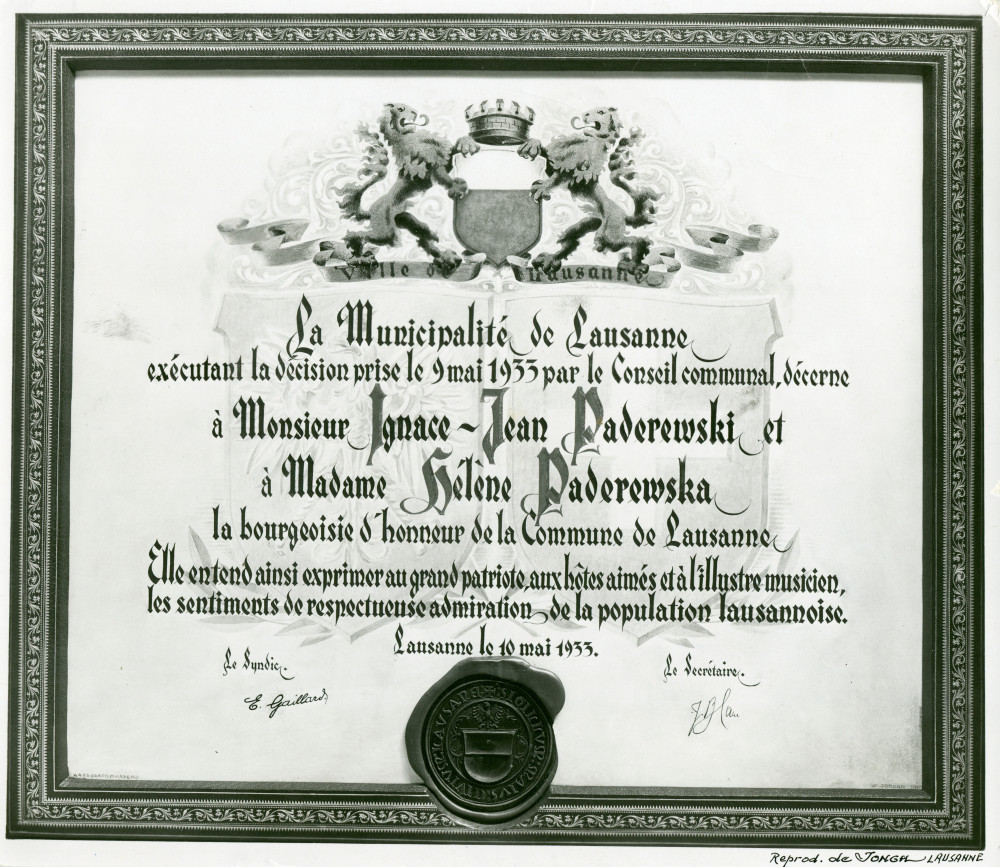 Ville de Lausanne
La Municipalité de Lausanne
exécutant la décision prise le 9 mai 1933 par le Conseil communal, décerne
à Monsieur Ignace-Jean Paderewski et
à Madame Hélène Paderewska
la bourgeoisie d'honneur de la Commune de Lausanne.
Elle entend ainsi exprimer au grand patriote, aux hôtes aimés et à l'illustre musicien,
les sentiments de respectueuse admiration de la population lausannoise.
Lausanne le 10 mai 1933.
Le Syndic. Le Secrétaire.
E. Gaillard
Reprod. de JONGH LAUSANNE